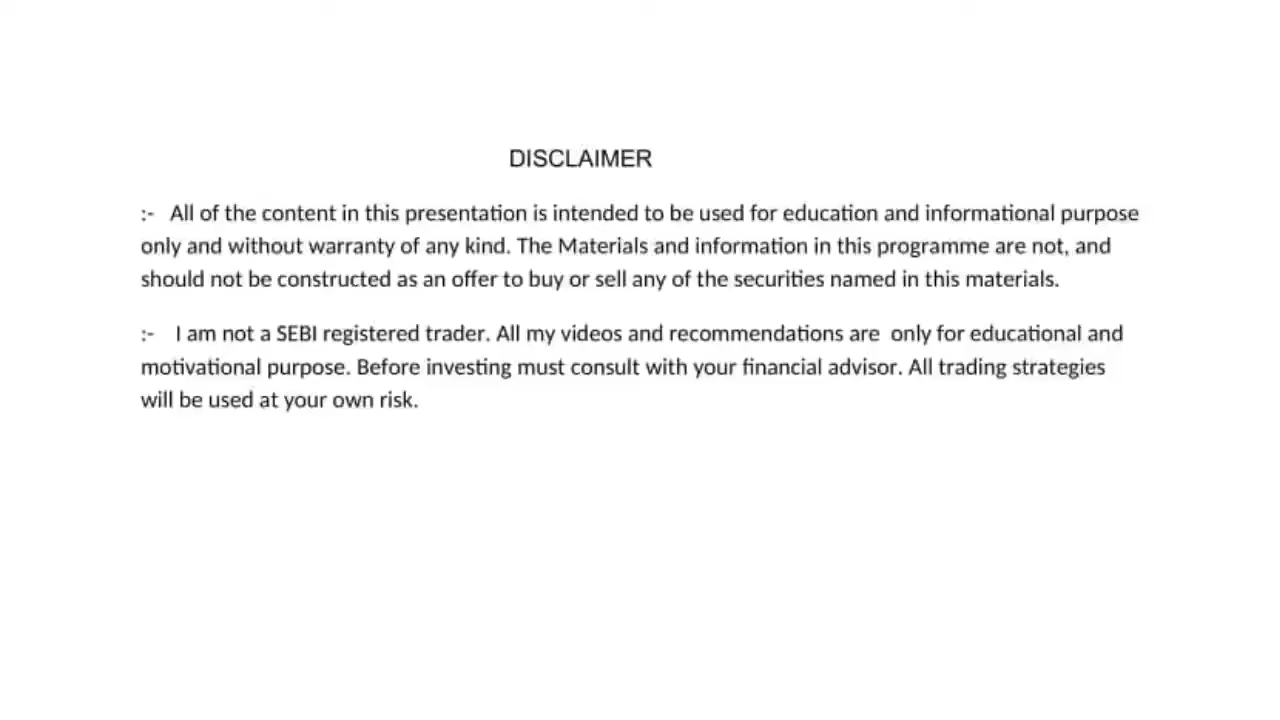 DISCLAIMER
:- All of the content in this presentation is intended to be used for education and informational purpose
only and without warranty of any kind. The Materials and information in this programme are not, and
should not be constructed as an offer to buy or sell any of the securities named in this materials.
:- I am not a SEBI registered trader. All my videos and recommendations are only for educational and
motivational purpose. Before investing must consult with your financial advisor. All trading strategies
will be used at your own risk.